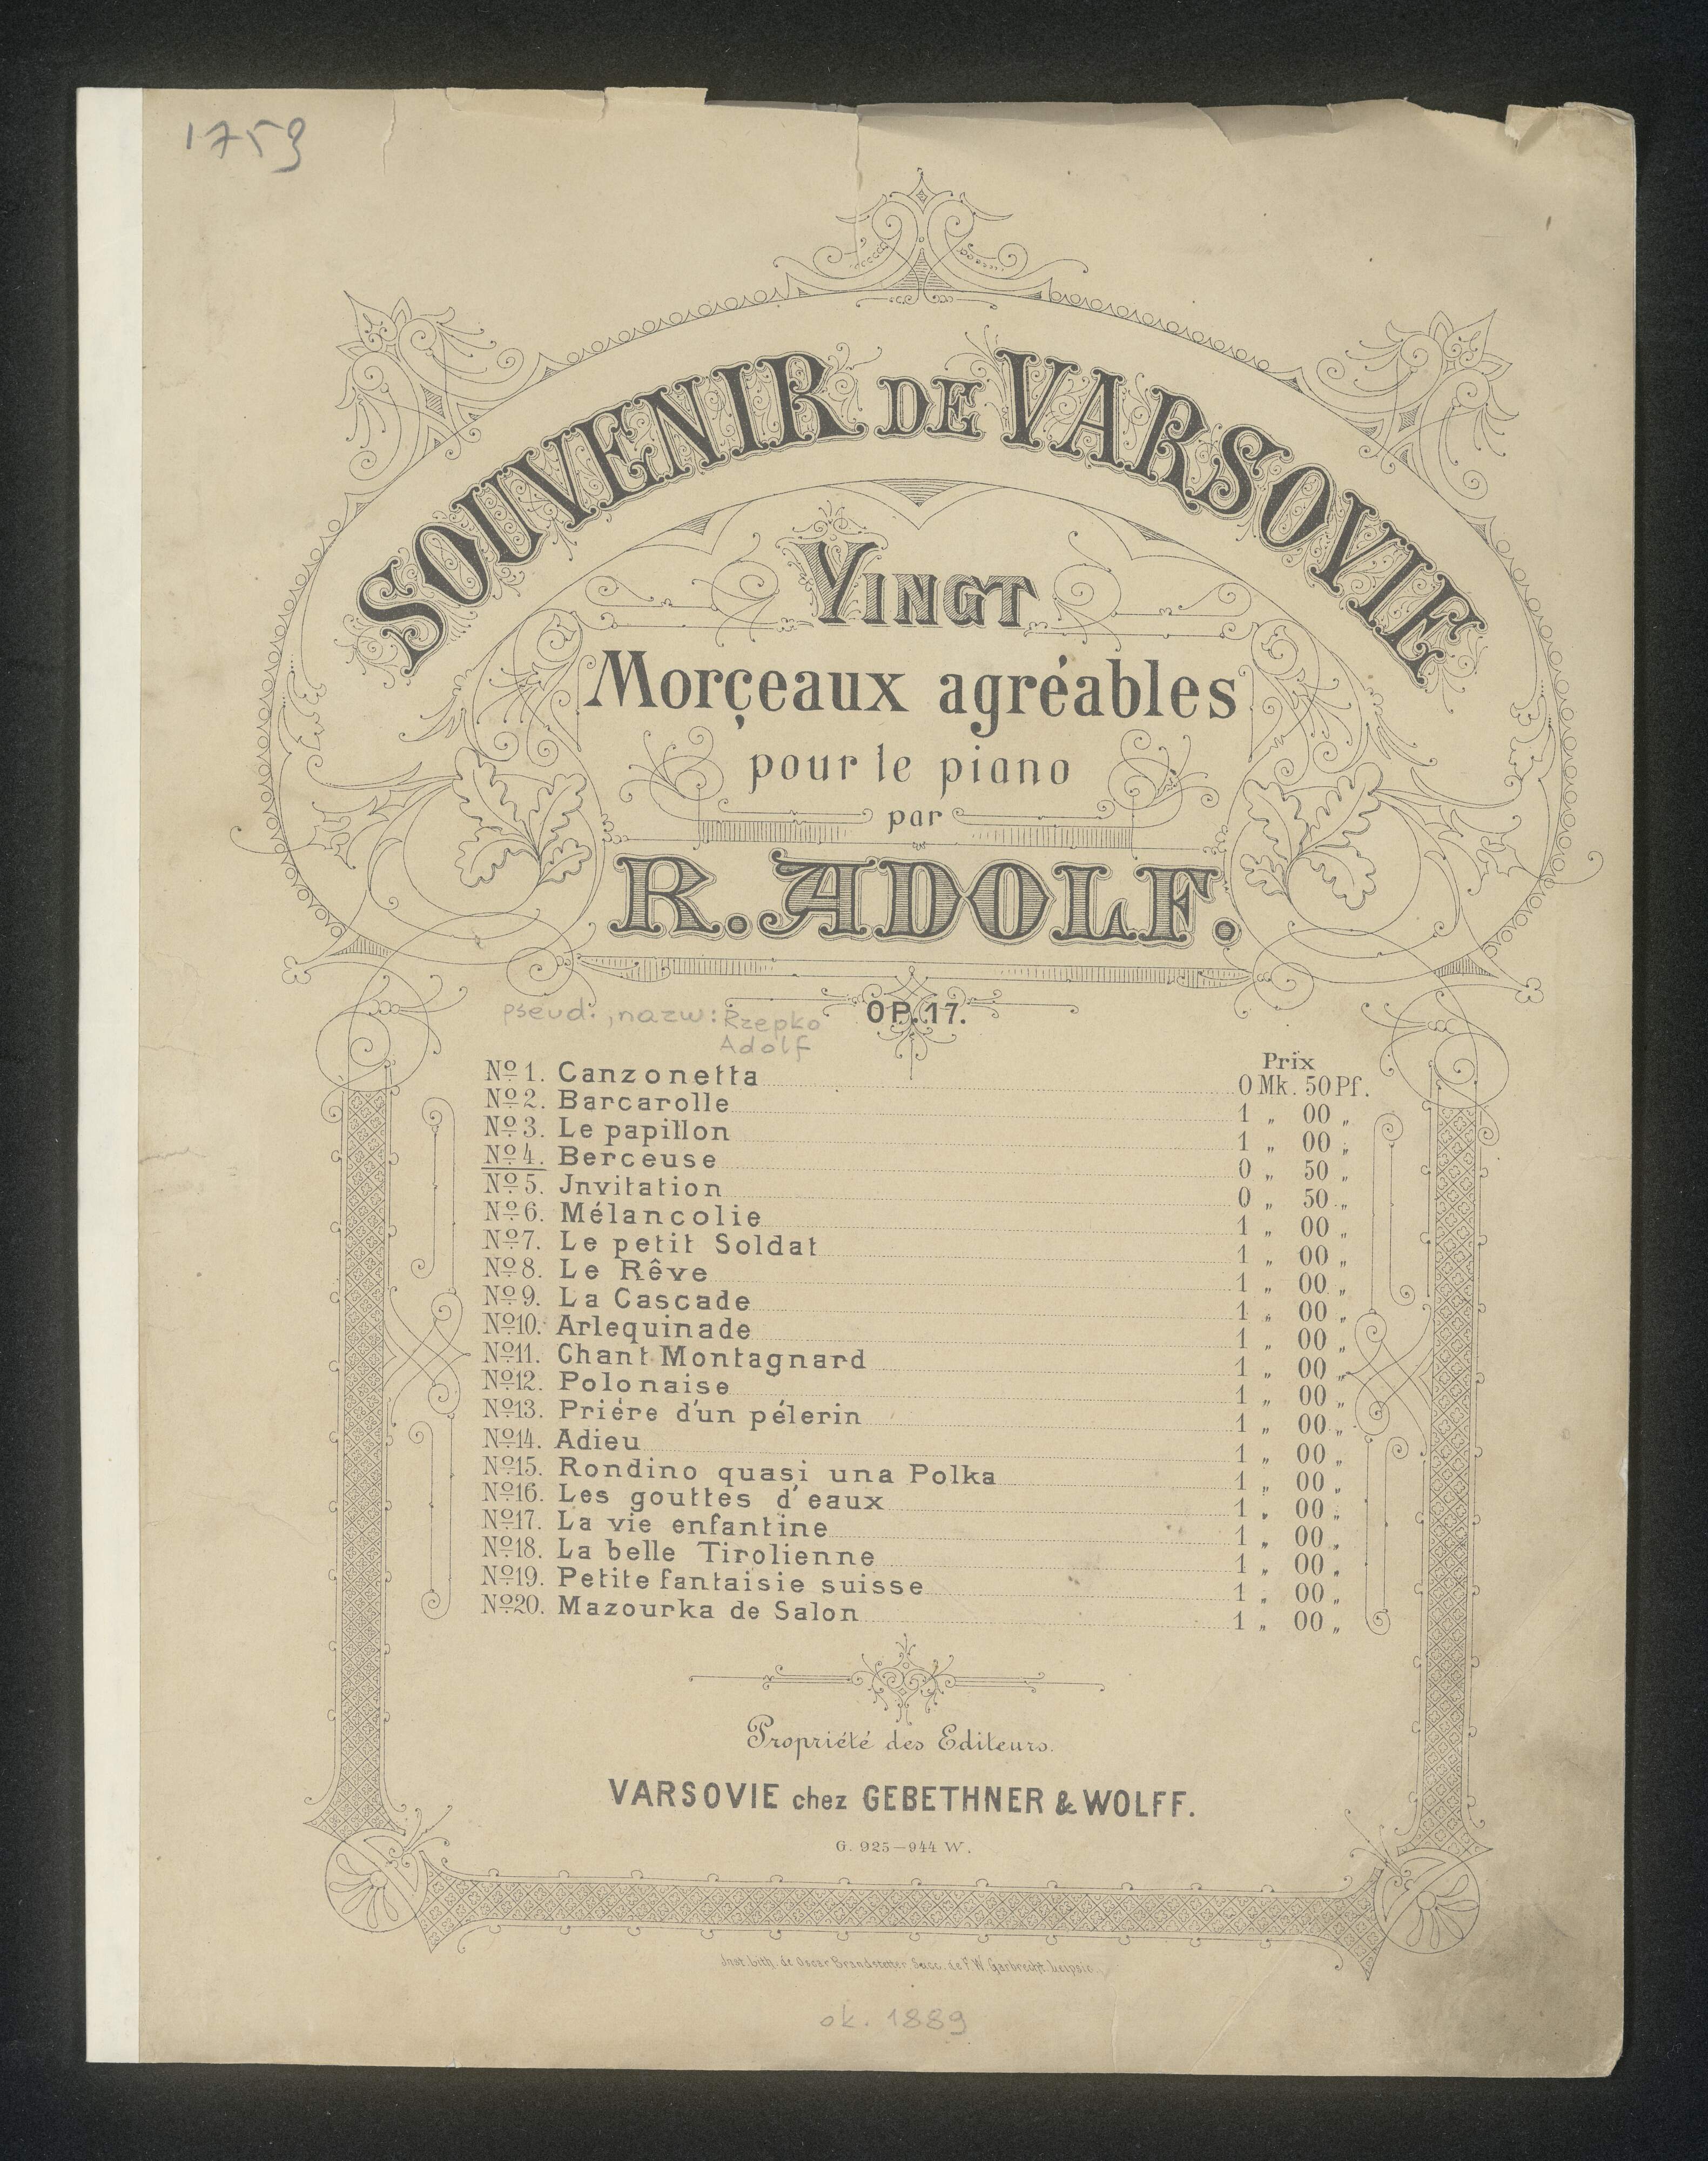 1759
SOUVENIR DE VARSOVIE
VINGT
Morçeaux agréables
pour le piano
par
R. ADOLF.
OP. 17.
pseud:, nazw: Rzepko
Adolf
Prix
No 1. Canzonetta 0 Mk. 50 Pf.
No 2. Barcarolle 1 „ 00 „
No 3. Le papillon 1 „ 00 „
No 4. Berceuse 0 „ 50 „
No 5. Jnvitation 0 „ 50 „
No 6. Mélancolie 1 „ 00 „
No 7. Le petit Soldat 1 „ 00 „
No 8. Le Rêve 1 „ 00 „
No 9. La Cascade 1 „ 00 „
No 10. Arlequinade 1 „ 00 „
No 11. Chant Montagnard 1 „ 00 „
No 12. Polonaise 1 „ 00 „
No 13. Priére d'un pélerin 1 „ 00 „
No 14. Adieu 1 „ 00 „
No 15. Rondino quasi una Polka 1 „ 00 „
No 16. Les gouttes d'eaux 1 „ 00 „
No 17. La vie enfantine 1 „ 00 „
No 18. La belle Tirolienne 1 „ 00 „
No 19. Petite fantaisie suisse 1 „ 00 „
No 20. Mazourka de Salon 1 „ 00 „
Propriété des Editeurs.
VARSOVIE chez GEBETHNER & WOLFF.
G. 925–944 W.
Jnst. Lith. de Oscar Brandstetter, Succ. de F. W. Garbrecht, Leipsic.
ok. 1889